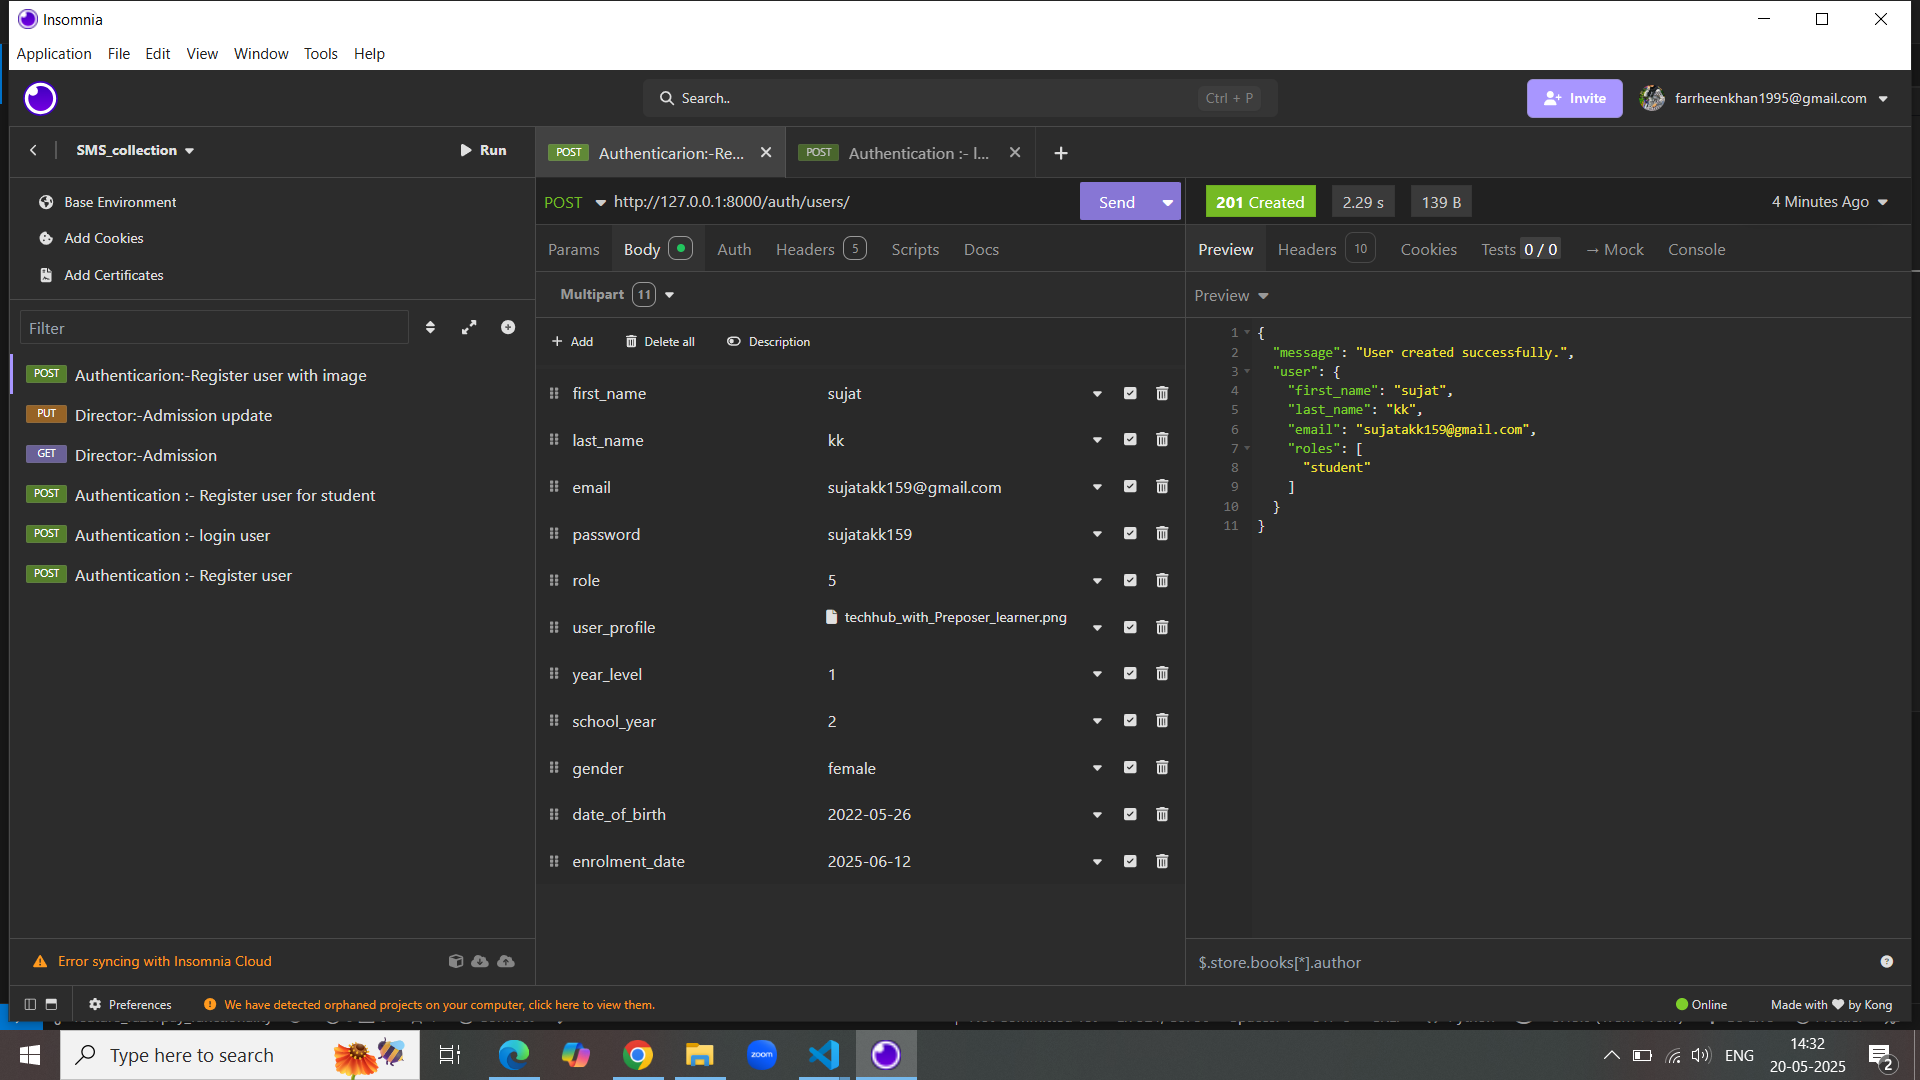 Insomnia
Application File Edit View Window Tools Help
Search.. Ctrl + P
Invite farrheenkhan1995@gmail.com
SMS_collection Run
POST Authenticarion:-Re... POST Authentication :- l...
Base Environment
Add Cookies
Add Certificates
Filter
POST Authenticarion:-Register user with image
PUT Director:-Admission update
GET Director:-Admission
POST Authentication :- Register user for student
POST Authentication :- login user
POST Authentication :- Register user
Error syncing with Insomnia Cloud
POST http://127.0.0.1:8000/auth/users/ Send
Params Body Auth Headers 5 Scripts Docs
Multipart 11
Add Delete all Description
first_name sujat
last_name kk
email sujatakk159@gmail.com
password sujatakk159
role 5
user_profile techhub_with_Preposer_learner.png
year_level 1
school_year 2
gender female
date_of_birth 2022-05-26
enrolment_date 2025-06-12
201 Created 2.29 s 139 B 4 Minutes Ago
Preview Headers 10 Cookies Tests 0 / 0 → Mock Console
Preview
1 {
2 "message": "User created successfully.",
3 "user": {
4 "first_name": "sujat",
5 "last_name": "kk",
6 "email": "sujatakk159@gmail.com",
7 "roles": [
8 "student"
9 ]
10 }
11 }
$.store.books[*].author
Preferences We have detected orphaned projects on your computer, click here to view them. Online Made with ❤ by Kong
Type here to search
zoom
ENG 14:32
20-05-2025
2